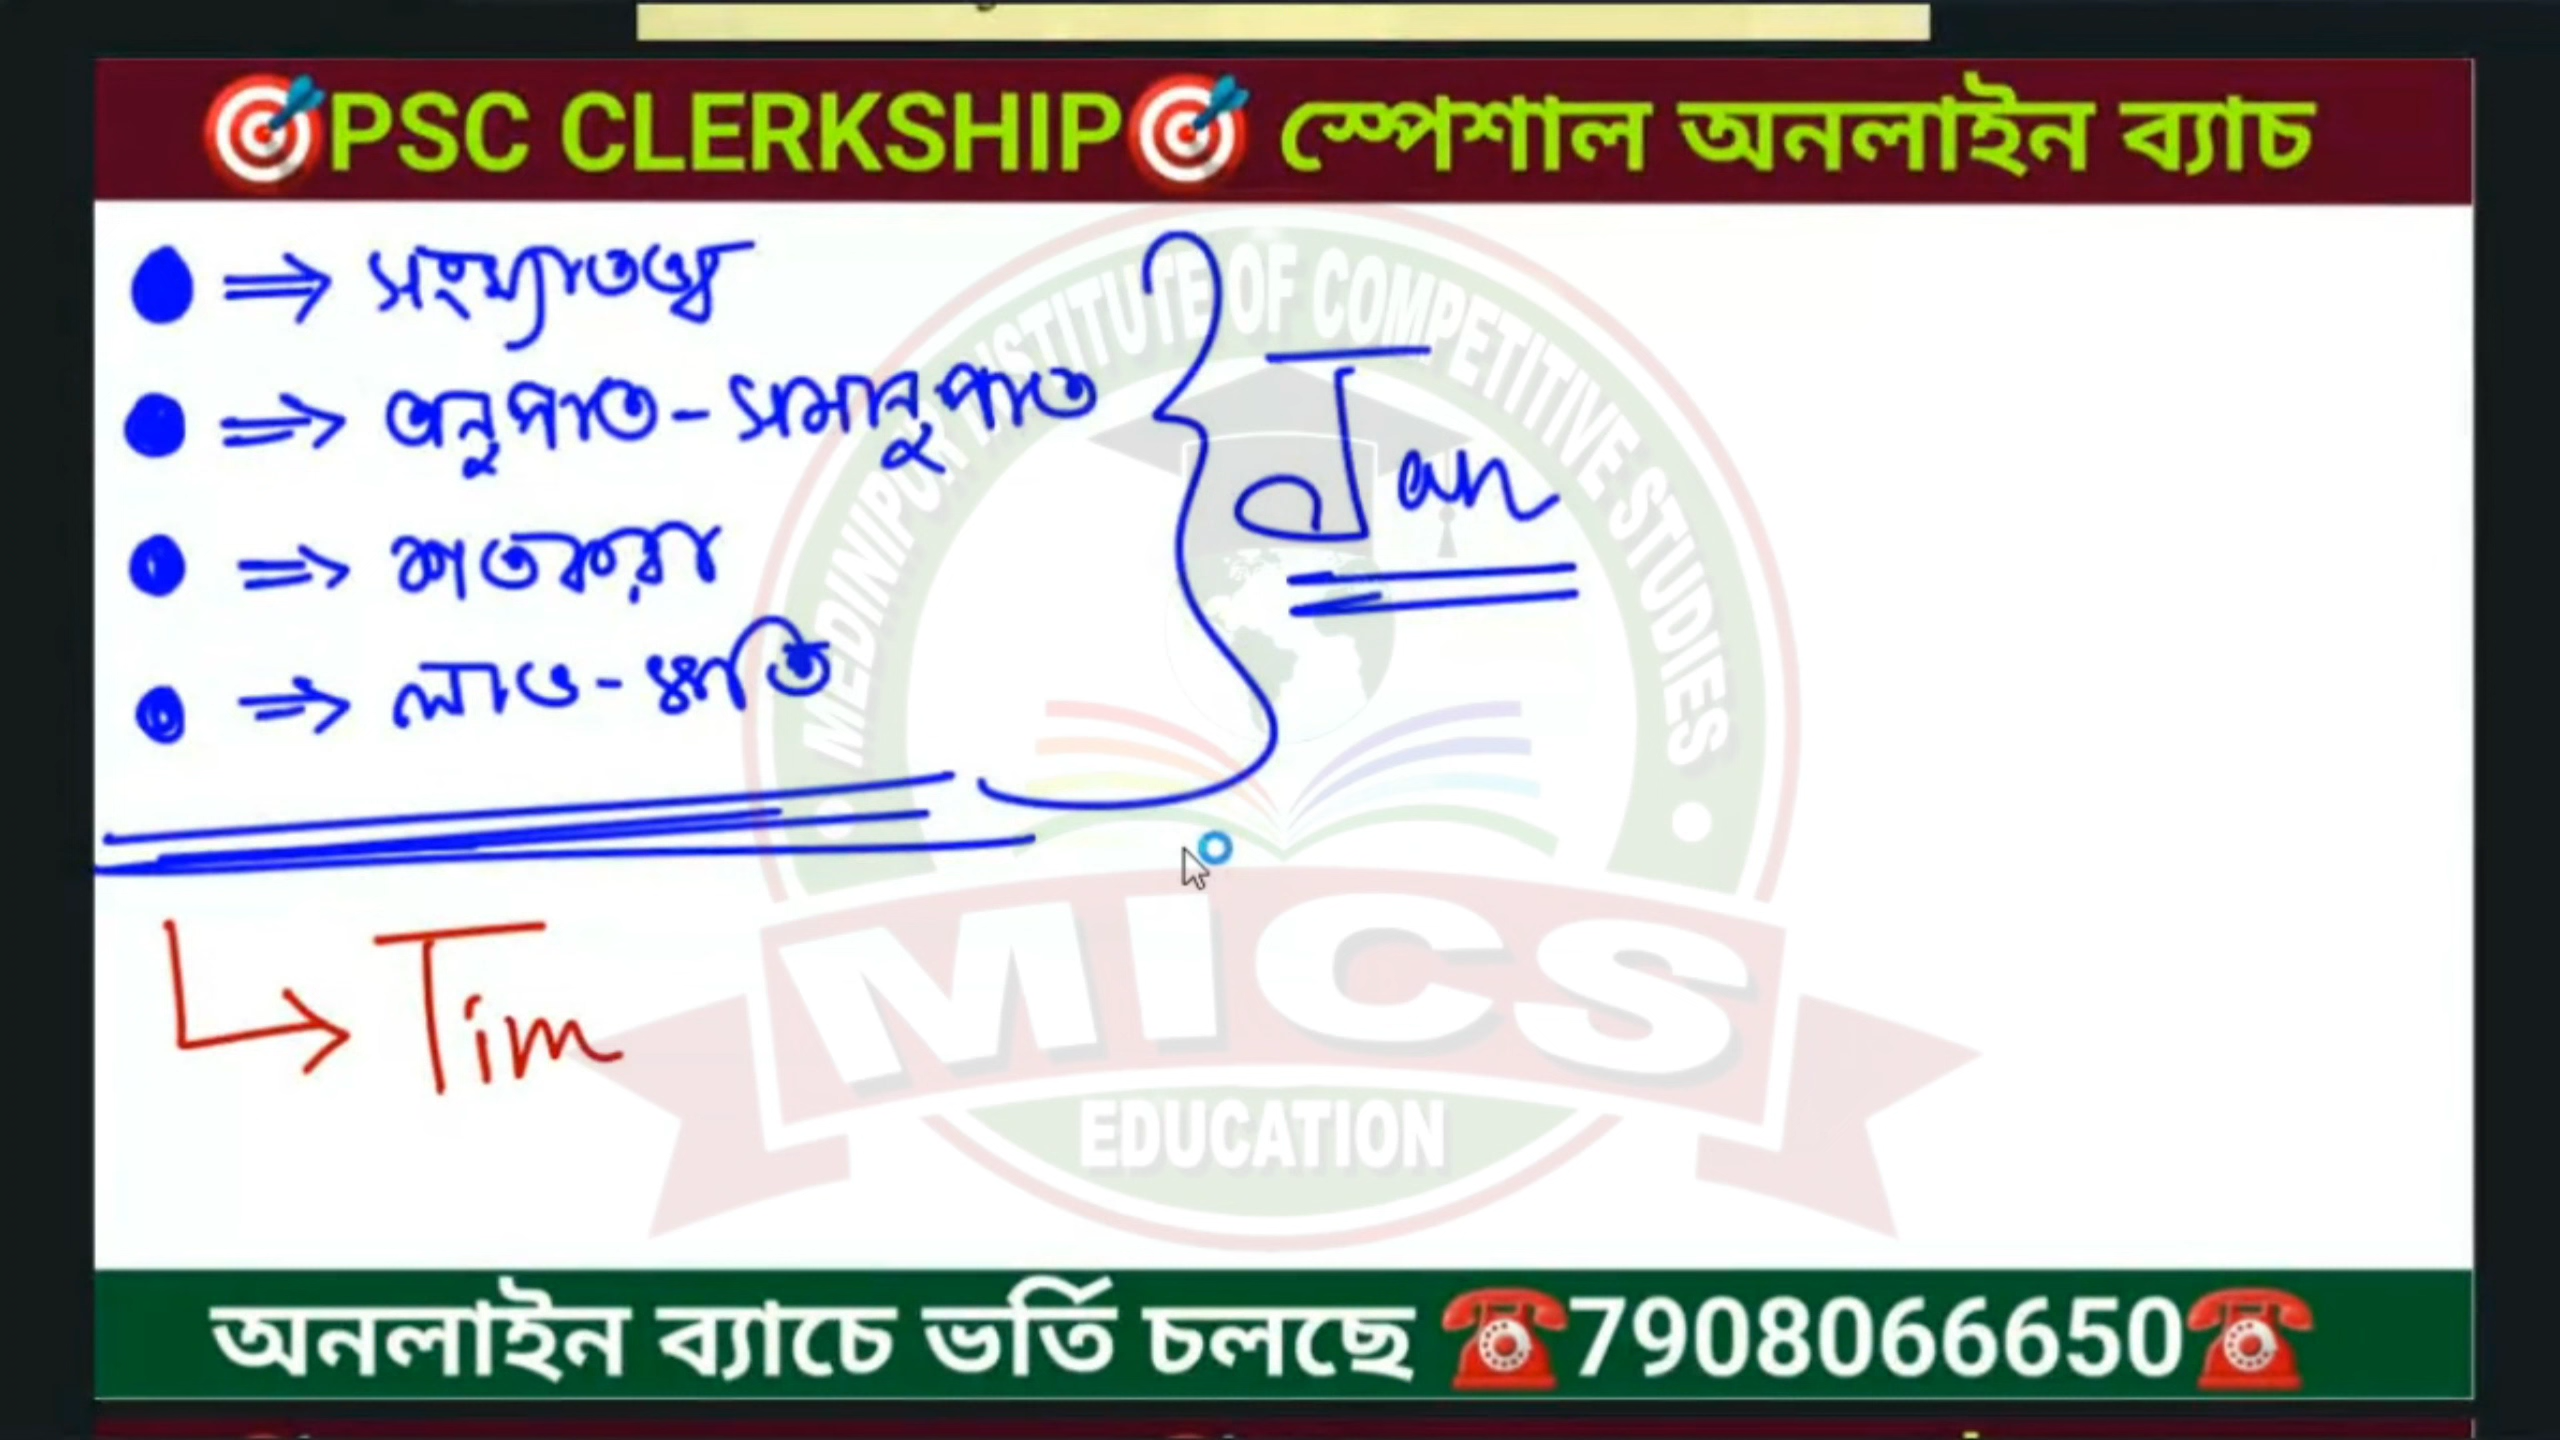 🎯PSC CLERKSHIP🎯 স্পেশাল অনলাইন ব্যাচ
● ⇒ সংখ্যাতত্ত্ব
● ⇒ অনুপাত-সমানুপাত
● ⇒ শতকরা
● ⇒ লাভ-ক্ষতি
Jan
↳ Tim
MEDINIPUR INSTITUTE OF COMPETITIVE STUDIES
MICS
EDUCATION
অনলাইন ব্যাচে ভর্তি চলছে ☎7908066650☎